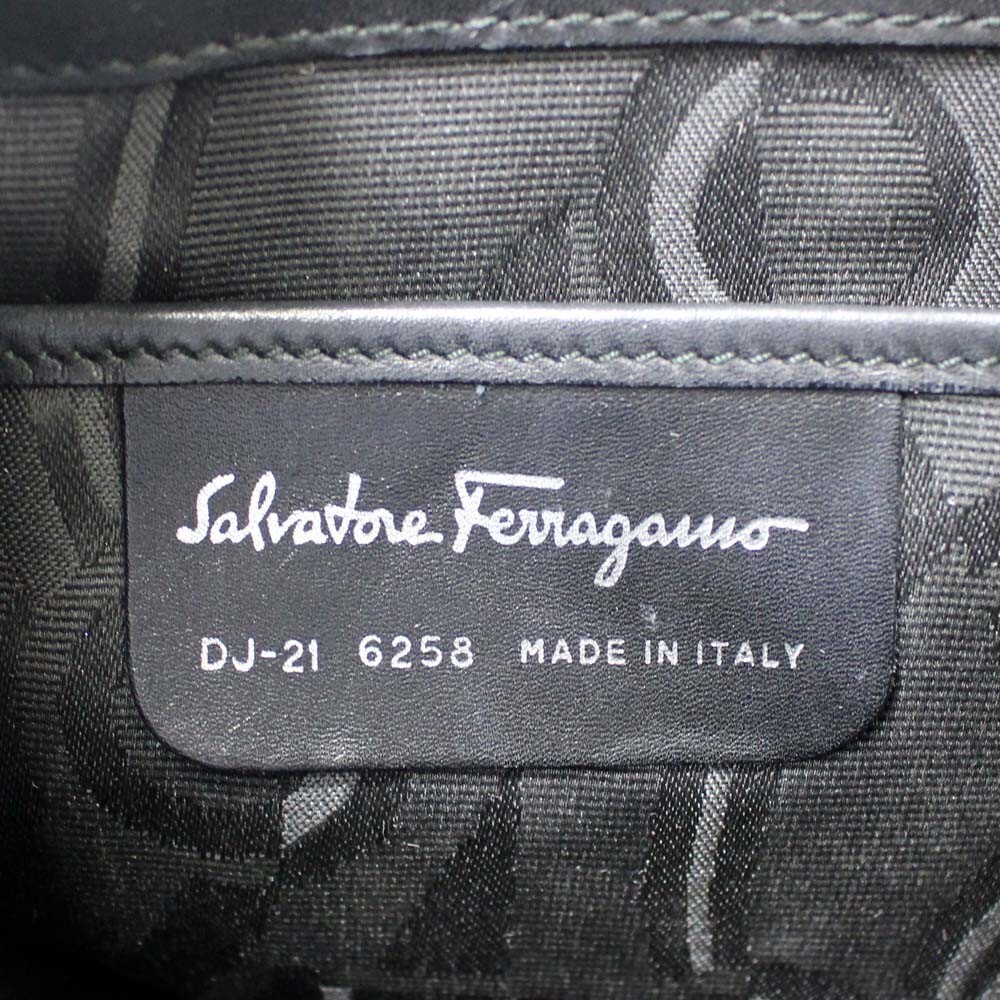 Salvatore Ferragamo
DJ-21 6258 MADE IN ITALY